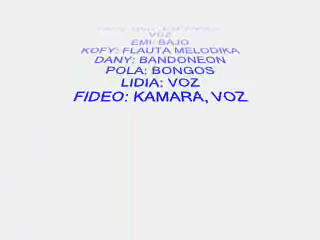 VOZ
EMI: BAJO
KOFY: FLAUTA MELODIKA
DANY: BANDONEON
POLA: BONGOS
LIDIA: VOZ
FIDEO: KAMARA, VOZ